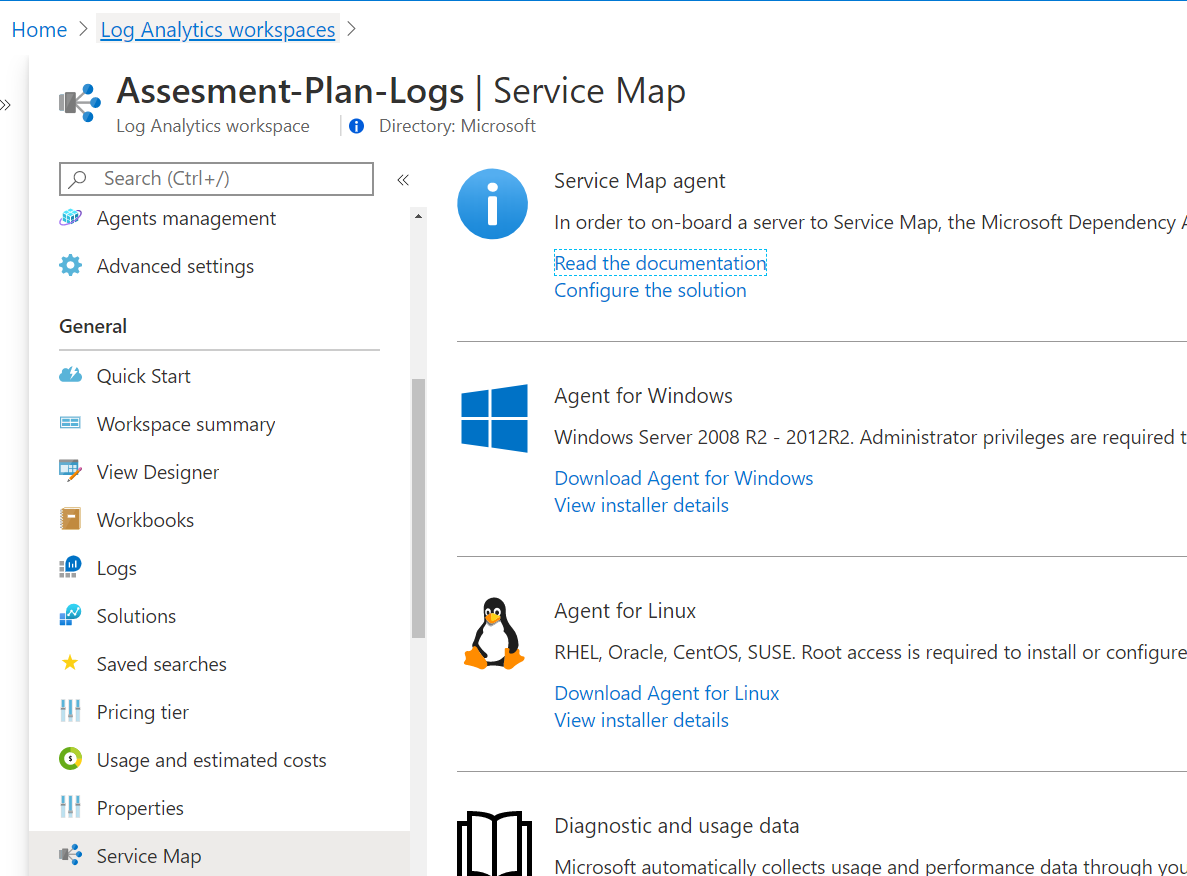 Home > Log Analytics workspaces >
Assesment-Plan-Logs | Service Map
Log Analytics workspace
Directory: Microsoft
Search (Ctrl+/)
Agents management
Advanced settings
General
Quick Start
Workspace summary
View Designer
Workbooks
Logs
Solutions
Saved searches
Pricing tier
Usage and estimated costs
Properties
Service Map
Service Map agent
In order to on-board a server to Service Map, the Microsoft Dependency
Read the documentation
Configure the solution
Agent for Windows
Windows Server 2008 R2 - 2012R2. Administrator privileges are required t
Download Agent for Windows
View installer details
Agent for Linux
RHEL, Oracle, CentOS, SUSE. Root access is required to install or configure
Download Agent for Linux
View installer details
Diagnostic and usage data
Microsoft automatically collects usage and performance data through you